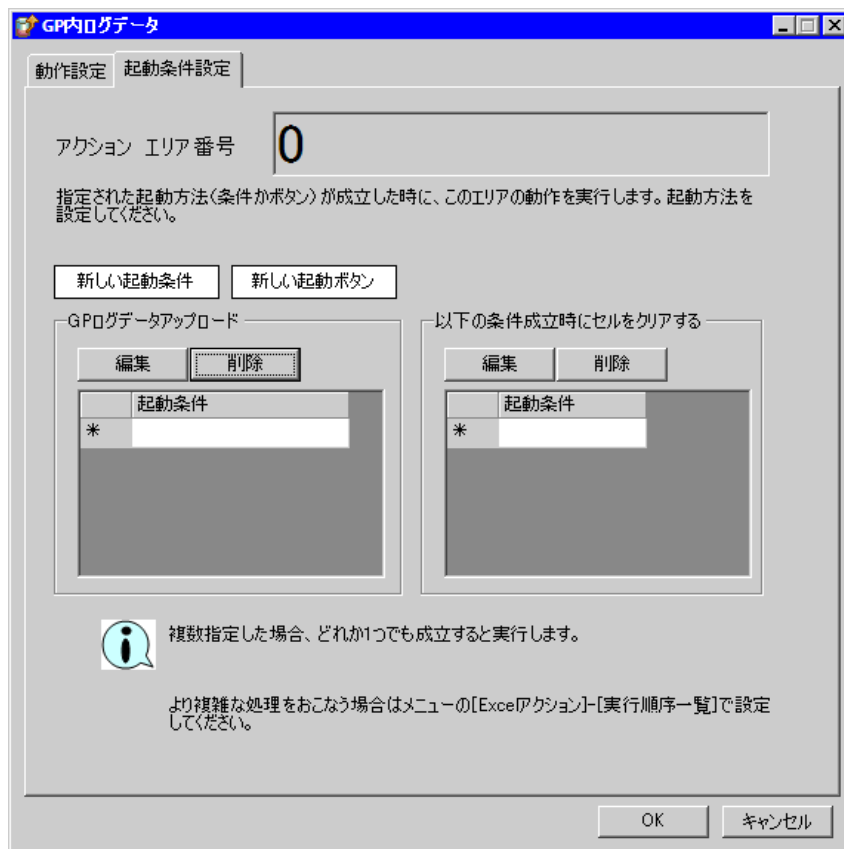 GP内ログデータ
動作設定 起動条件設定
アクション エリア番号 0
指定された起動方法(条件かボタン)が成立した時に、このエリアの動作を実行します。起動方法を
設定してください。
新しい起動条件 新しい起動ボタン
GPログデータアップロード
編集 削除
起動条件
*
以下の条件成立時にセルをクリアする
編集 削除
起動条件
*
複数指定した場合、どれか1つでも成立すると実行します。
より複雑な処理をおこなう場合はメニューの[Excelアクション]-[実行順序一覧]で設定
してください。
OK キャンセル